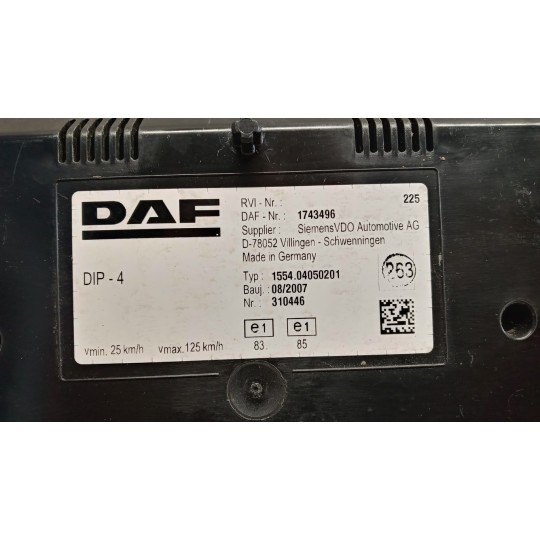 DAF
RVI - Nr.: 225
DAF - Nr.: 1743496
Supplier : SiemensVDO Automotive AG
D-78052 Villingen - Schwenningen
Made in Germany
DIP - 4
Typ : 1554.04050201
Bauj.: 08/2007
Nr.: 310446
263
e1 e1
vmin. 25 km/h vmax. 125 km/h 83 85